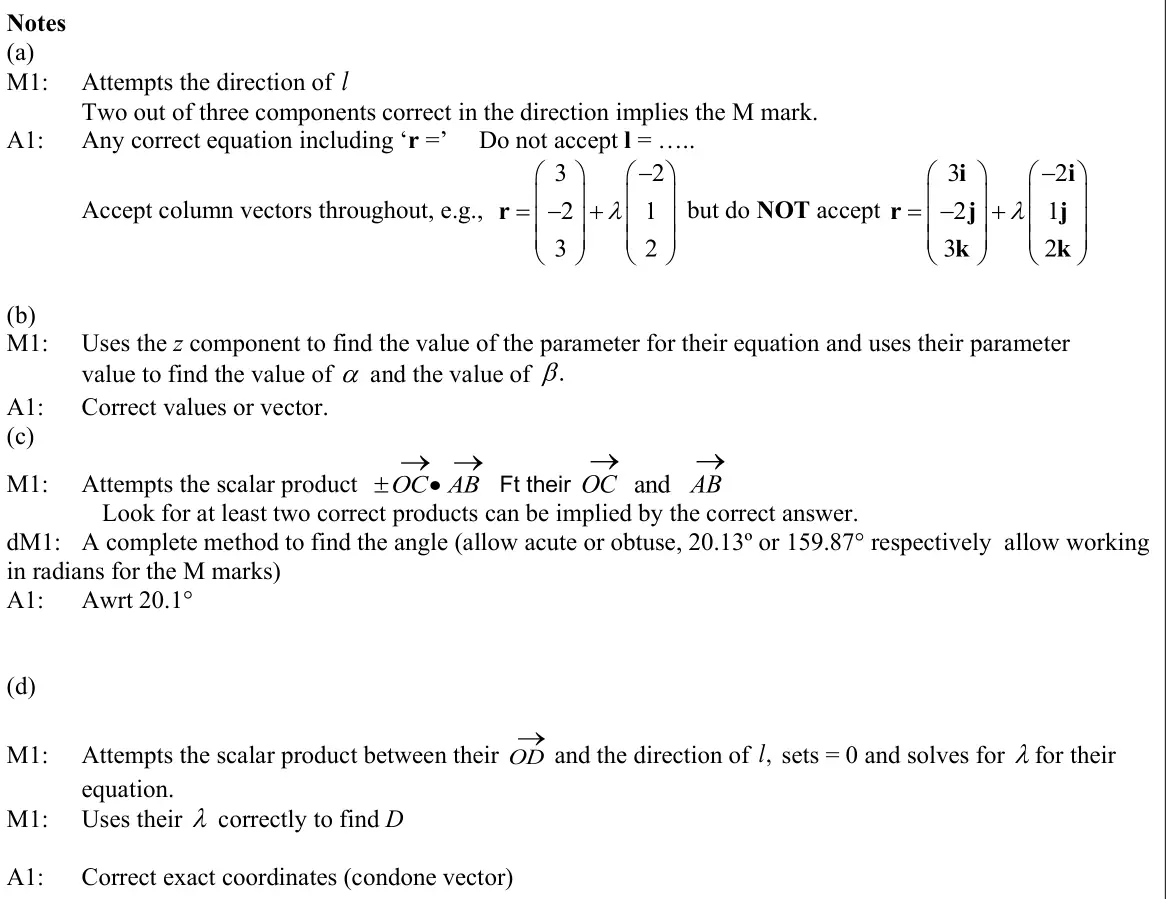 Notes
(a)
M1: Attempts the direction of l
Two out of three components correct in the direction implies the M mark.
A1: Any correct equation including ‘r =’ Do not accept l = …..
Accept column vectors throughout, e.g., r = (3 −2 3) + λ (−2 1 2) but do NOT accept r = (3i −2j 3k) + λ (−2i 1j 2k)
(b)
M1: Uses the z component to find the value of the parameter for their equation and uses their parameter
value to find the value of α and the value of β.
A1: Correct values or vector.
(c)
M1: Attempts the scalar product ±OC→ • AB→ Ft their OC→ and AB→
Look for at least two correct products can be implied by the correct answer.
dM1: A complete method to find the angle (allow acute or obtuse, 20.13º or 159.87° respectively allow working
in radians for the M marks)
A1: Awrt 20.1°
(d)
M1: Attempts the scalar product between their OD→ and the direction of l, sets = 0 and solves for λ for their
equation.
M1: Uses their λ correctly to find D
A1: Correct exact coordinates (condone vector)